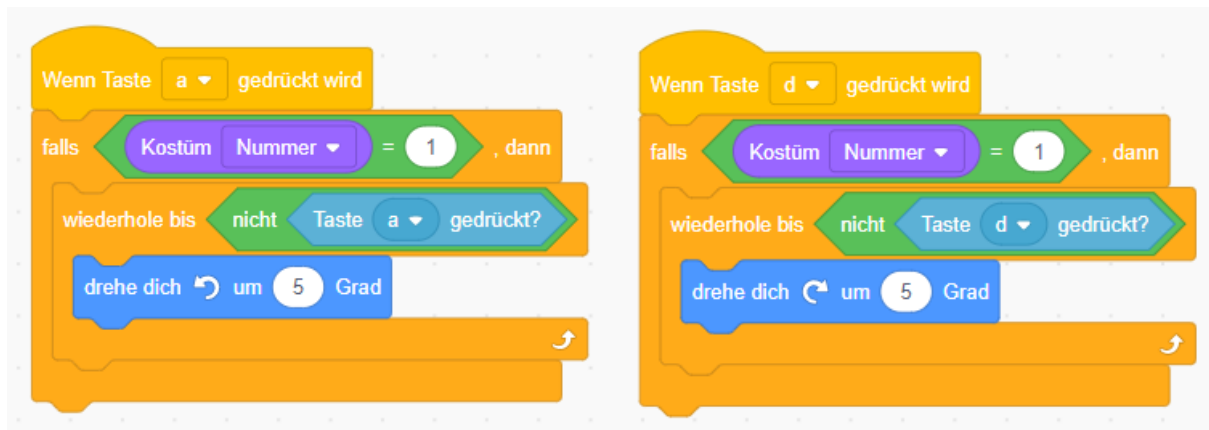 Wenn Taste a gedrückt wird
falls Kostüm Nummer = 1 , dann
wiederhole bis nicht Taste a gedrückt?
drehe dich um 5 Grad
Wenn Taste d gedrückt wird
falls Kostüm Nummer = 1 , dann
wiederhole bis nicht Taste d gedrückt?
drehe dich um 5 Grad